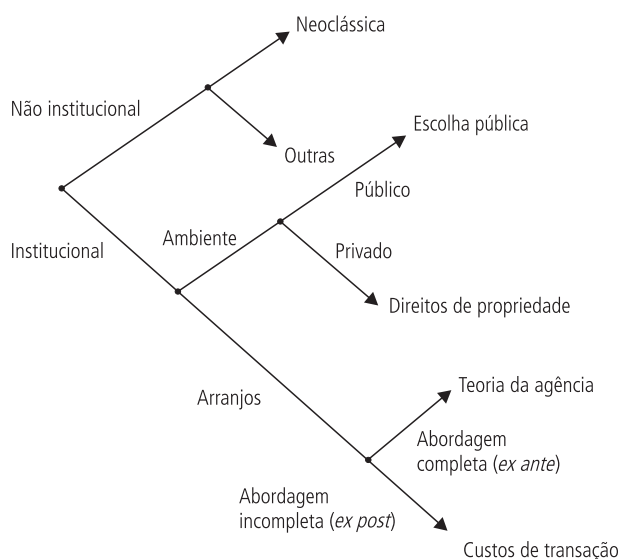 Neoclássica
Não institucional
Outras
Escolha pública
Público
Institucional
Ambiente
Privado
Direitos de propriedade
Arranjos
Teoria da agência
Abordagem
completa (ex ante)
Abordagem
incompleta (ex post)
Custos de transação